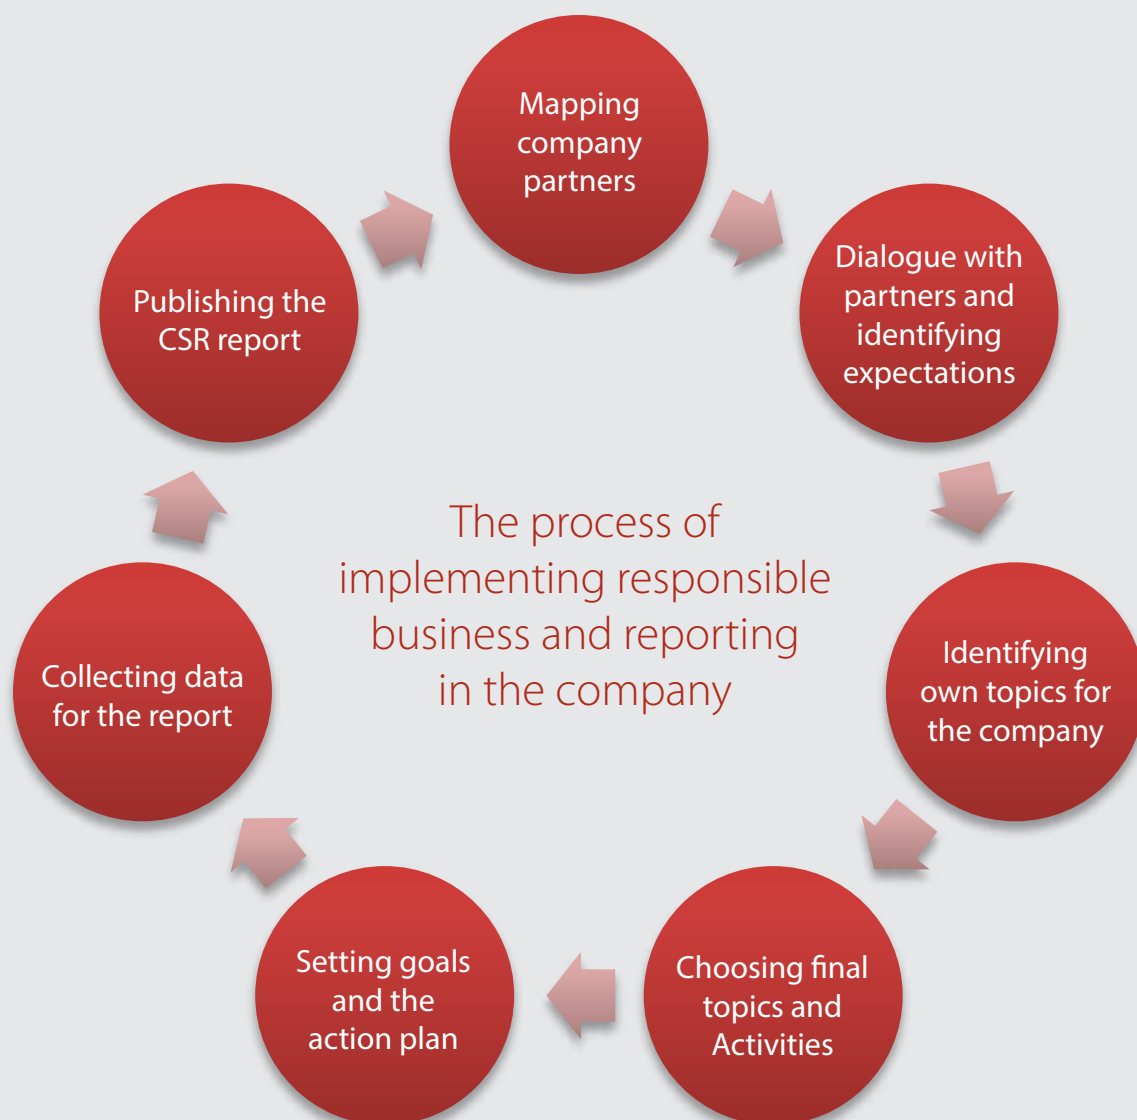 Mapping
company
partners
Dialogue with
partners and
identifying
expectations
Identifying
own topics for
the company
Choosing final
topics and
Activities
Setting goals
and the
action plan
Collecting data
for the report
Publishing the
CSR report
The process of
implementing responsible
business and reporting
in the company